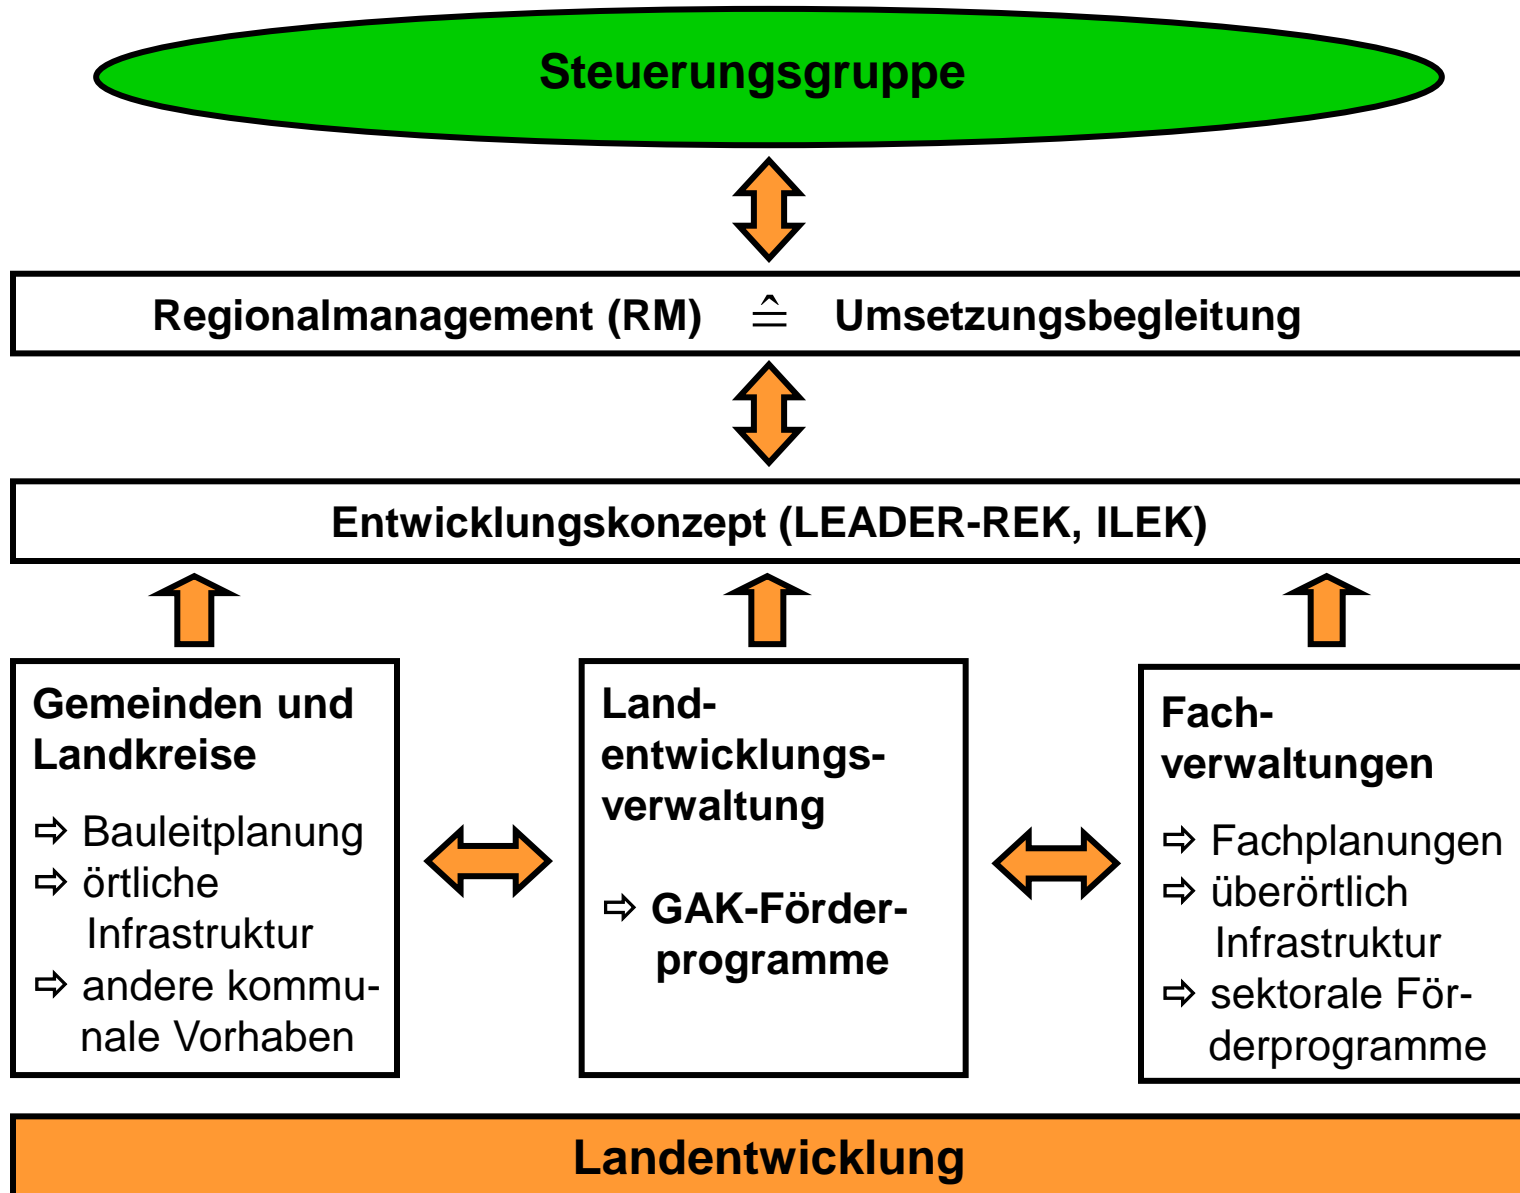 Steuerungsgruppe
Regionalmanagement (RM) ≙ Umsetzungsbegleitung
Entwicklungskonzept (LEADER-REK, ILEK)
Gemeinden und
Landkreise
⇨ Bauleitplanung
⇨ örtliche
Infrastruktur
⇨ andere kommu-
nale Vorhaben
Land-
entwicklungs-
verwaltung
⇨ GAK-Förder-
programme
Fach-
verwaltungen
⇨ Fachplanungen
⇨ überörtlich
Infrastruktur
⇨ sektorale För-
derprogramme
Landentwicklung